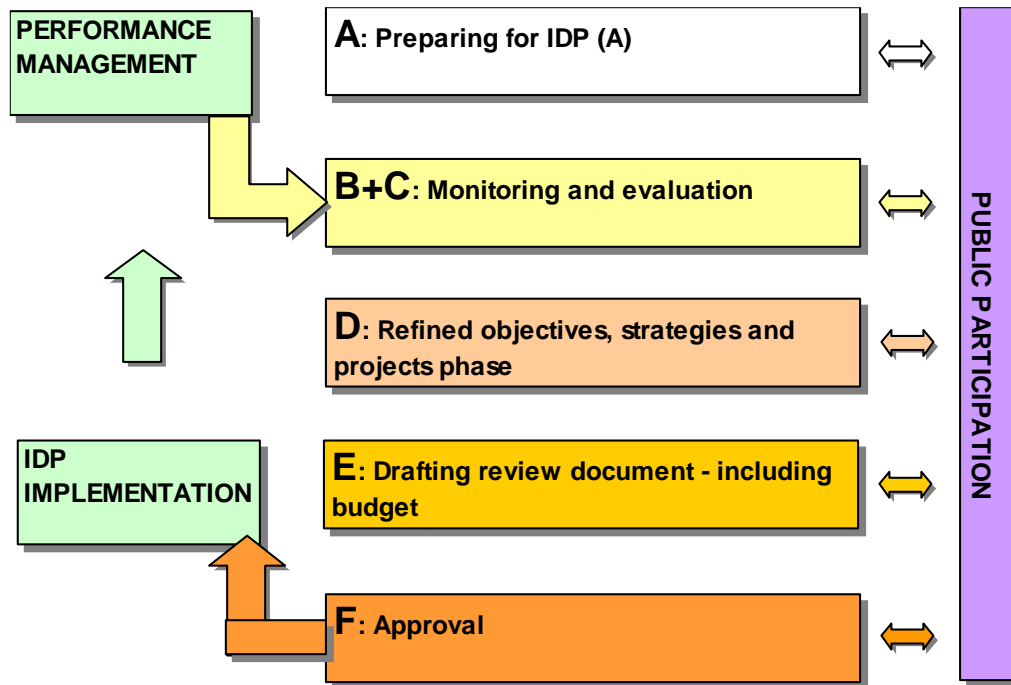 PERFORMANCE
MANAGEMENT
A: Preparing for IDP (A)
B+C: Monitoring and evaluation
D: Refined objectives, strategies and
projects phase
IDP
IMPLEMENTATION
E: Drafting review document - including
budget
F: Approval
PUBLIC PARTICIPATION